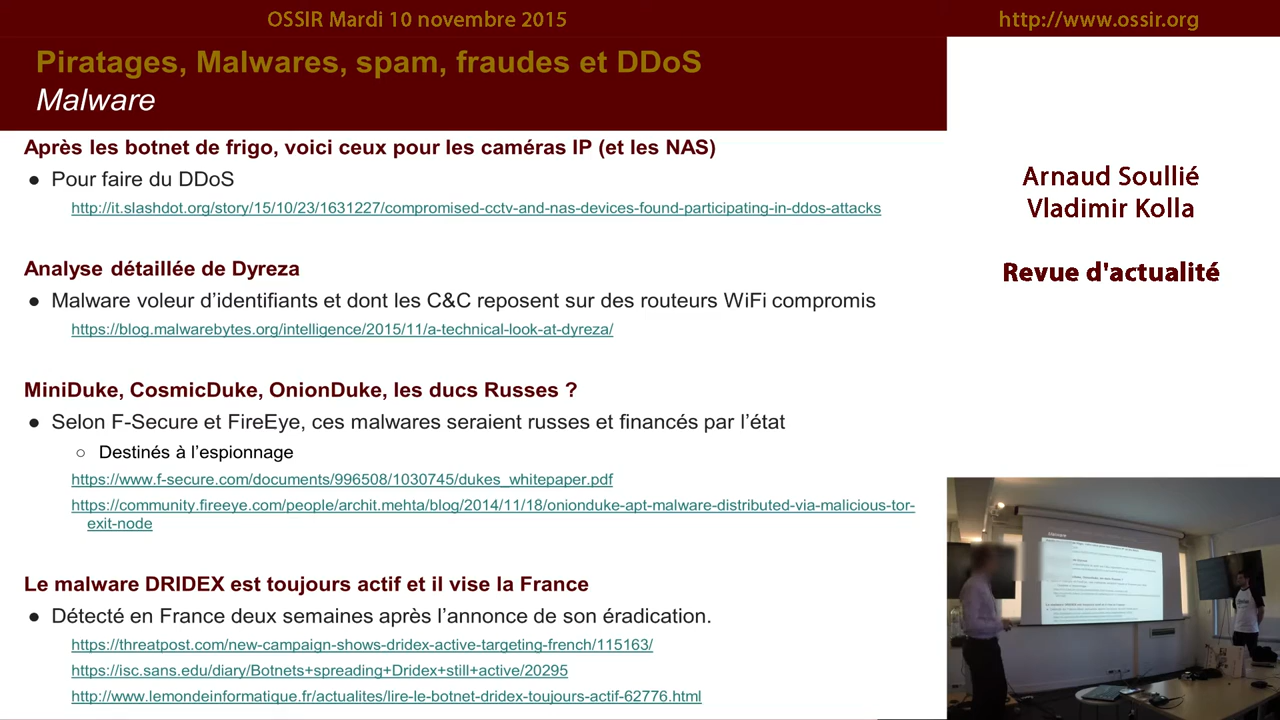 OSSIR Mardi 10 novembre 2015
http://www.ossir.org
Piratages, Malwares, spam, fraudes et DDoS
Malware
Après les botnet de frigo, voici ceux pour les caméras IP (et les NAS)
● Pour faire du DDoS
http://it.slashdot.org/story/15/10/23/1631227/compromised-cctv-and-nas-devices-found-participating-in-ddos-attacks
Analyse détaillée de Dyreza
● Malware voleur d’identifiants et dont les C&C reposent sur des routeurs WiFi compromis
https://blog.malwarebytes.org/intelligence/2015/11/a-technical-look-at-dyreza/
MiniDuke, CosmicDuke, OnionDuke, les ducs Russes ?
● Selon F-Secure et FireEye, ces malwares seraient russes et financés par l’état
○ Destinés à l’espionnage
https://www.f-secure.com/documents/996508/1030745/dukes_whitepaper.pdf
https://community.fireeye.com/people/archit.mehta/blog/2014/11/18/onionduke-apt-malware-distributed-via-malicious-tor-
exit-node
Le malware DRIDEX est toujours actif et il vise la France
● Détecté en France deux semaines après l’annonce de son éradication.
https://threatpost.com/new-campaign-shows-dridex-active-targeting-french/115163/
https://isc.sans.edu/diary/Botnets+spreading+Dridex+still+active/20295
http://www.lemondeinformatique.fr/actualites/lire-le-botnet-dridex-toujours-actif-62776.html
Arnaud Soullié
Vladimir Kolla
Revue d'actualité